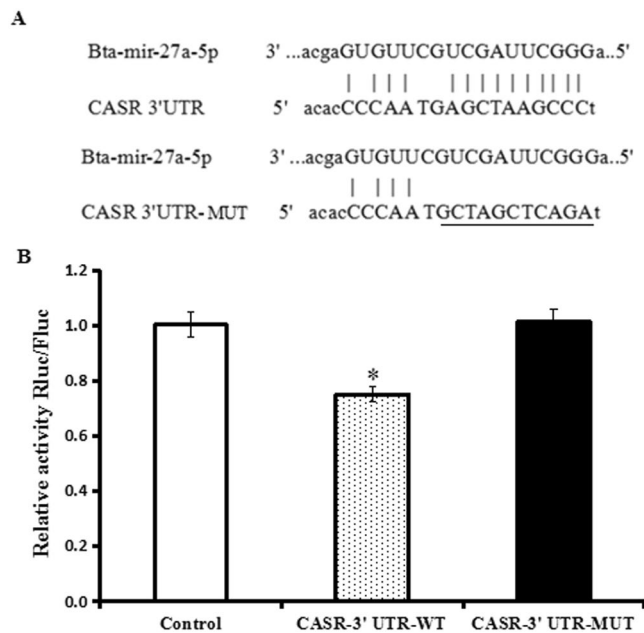 A
Bta-mir-27a-5p 3' ...acgaGUGUUCGUCGAUUCGGGa..5'
| | | | | | | | | | | | | |
CASR 3'UTR 5' acacCCCAA TGAGCTAAGCCCt
Bta-mir-27a-5p 3' ...acgaGUGUUCGUCGAUUCGGGa..5'
| | | |
CASR 3'UTR-MUT 5' acacCCCAA TGCTAGCTCAGAt
B
Relative activity Rluc/Fluc
1.2
1.0
0.8
0.6
0.4
0.2
0.0
*
Control CASR-3' UTR-WT CASR-3' UTR-MUT